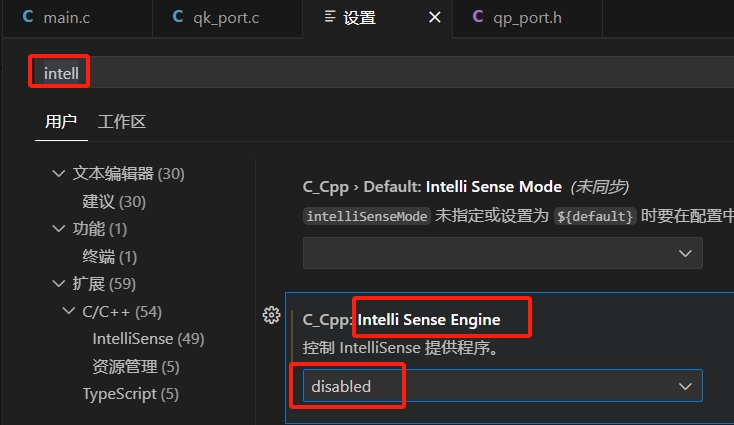 C main.c C qk_port.c 设置 C qp_port.h
intell
用户 工作区
文本编辑器 (30)
建议 (30)
功能 (1)
终端 (1)
扩展 (59)
C/C++ (54)
IntelliSense (49)
资源管理 (5)
TypeScript (5)
C_Cpp › Default: Intelli Sense Mode (未同步)
intelliSenseMode 未指定或设置为 ${default} 时要在配置中
C_Cpp: Intelli Sense Engine
控制 IntelliSense 提供程序。
disabled